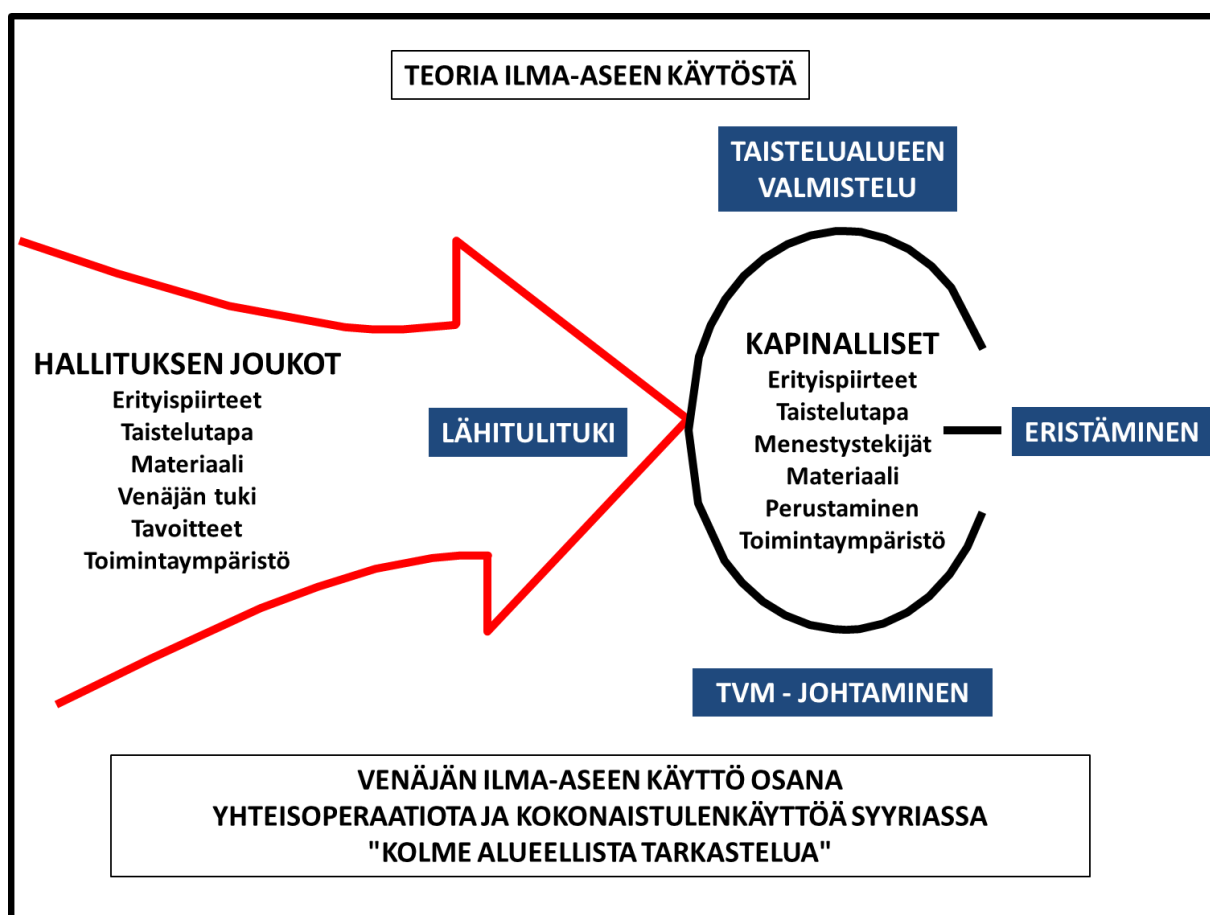 TEORIA ILMA-ASEEN KÄYTÖSTÄ
TAISTELUALUEEN
VALMISTELU
HALLITUKSEN JOUKOT
Erityispiirteet
Taistelutapa
Materiaali
Venäjän tuki
Tavoitteet
Toimintaympäristö
LÄHITULITUKI
KAPINALLISET
Erityispiirteet
Taistelutapa
Menestystekijät
Materiaali
Perustaminen
Toimintaympäristö
ERISTÄMINEN
TVM - JOHTAMINEN
VENÄJÄN ILMA-ASEEN KÄYTTÖ OSANA
YHTEISOPERAATIOTA JA KOKONAISTULENKÄYTTÖÄ SYYRIASSA
"KOLME ALUEELLISTA TARKASTELUA"